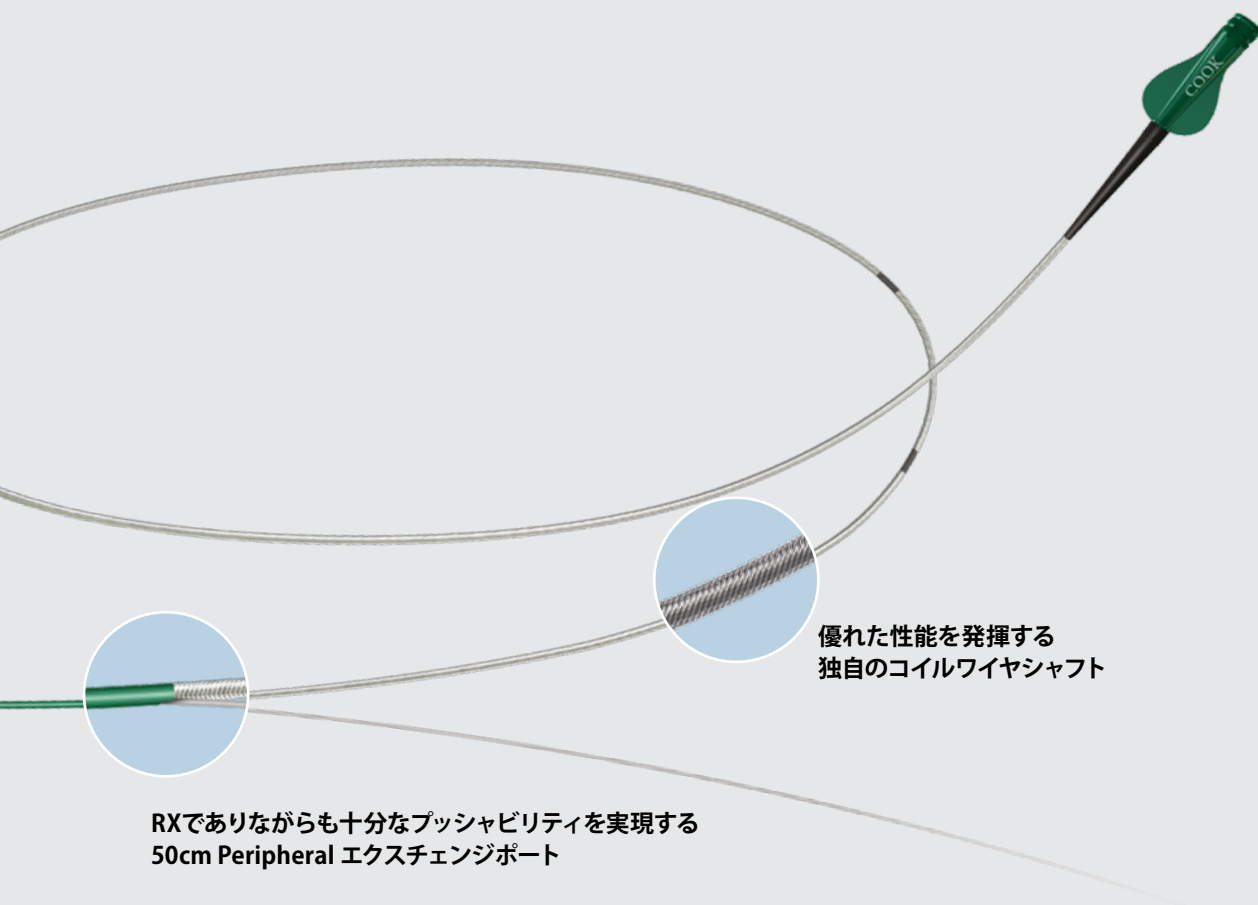 COOK
優れた性能を発揮する
独自のコイルワイヤシャフト
RXでありながらも十分なプッシャビリティを実現する
50cm Peripheral エクスチェンジポート